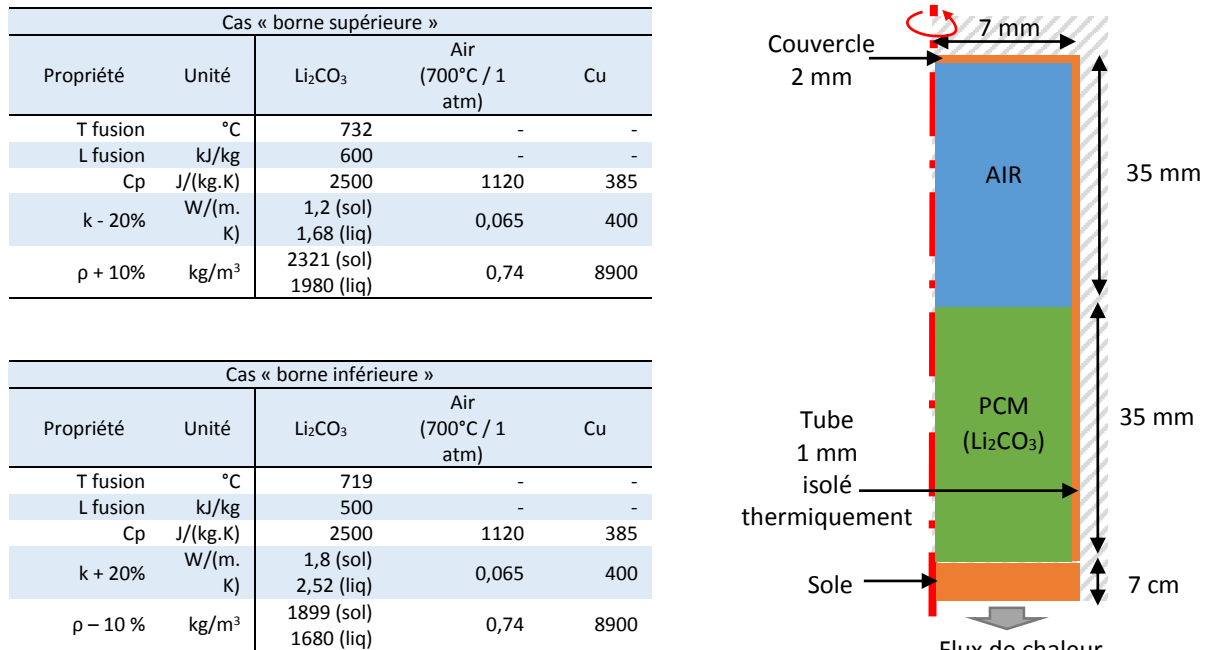 Cas « borne supérieure »
Propriété Unité Li₂CO₃ Air (700°C / 1 atm) Cu
T fusion °C 732 - -
L fusion kJ/kg 600 - -
Cp J/(kg.K) 2500 1120 385
k - 20% W/(m.K) 1,2 (sol) 1,68 (liq) 0,065 400
ρ + 10% kg/m³ 2321 (sol) 1980 (liq) 0,74 8900
Cas « borne inférieure »
Propriété Unité Li₂CO₃ Air (700°C / 1 atm) Cu
T fusion °C 719 - -
L fusion kJ/kg 500 - -
Cp J/(kg.K) 2500 1120 385
k + 20% W/(m.K) 1,8 (sol) 2,52 (liq) 0,065 400
ρ – 10 % kg/m³ 1899 (sol) 1680 (liq) 0,74 8900
7 mm
Couvercle
2 mm
AIR
35 mm
PCM
(Li₂CO₃)
35 mm
Tube
1 mm
isolé
thermiquement
Sole
7 cm
Flux de chaleur